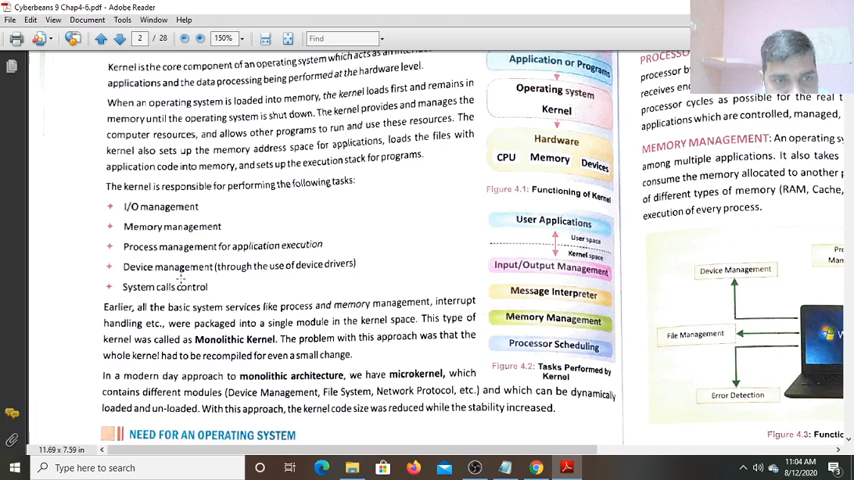 Cyberbeans 9 Chap4-6.pdf - Adobe Reader
File Edit View Document Tools Window Help
2 / 28 150% Find
Kernel is the core component of an operating system which acts as an
applications and the data processing being performed at the hardware level.
When an operating system is loaded into memory, the kernel loads first and remains in
memory until the operating system is shut down. The kernel provides and manages the
computer resources, and allows other programs to run and use these resources. The
kernel also sets up the memory address space for applications, loads the files with
application code into memory, and sets up the execution stack for programs.
The kernel is responsible for performing the following tasks:
I/O management
Memory management
Process management for application execution
Device management (through the use of device drivers)
System calls control
Earlier, all the basic system services like process and memory management, interrupt
handling etc., were packaged into a single module in the kernel space. This type of
kernel was called as Monolithic Kernel. The problem with this approach was that the
whole kernel had to be recompiled for even a small change.
In a modern day approach to monolithic architecture, we have microkernel, which
contains different modules (Device Management, File System, Network Protocol, etc.) and which can be dynamically
loaded and un-loaded. With this approach, the kernel code size was reduced while the stability increased.
NEED FOR AN OPERATING SYSTEM
Application or Programs
Operating system
Kernel
Hardware
CPU Memory Devices
Figure 4.1: Functioning of Kernel
User Applications
User space
Kernel space
Input/Output Management
Message Interpreter
Memory Management
Processor Scheduling
Figure 4.2: Tasks Performed by
Kernel
processor b
receives en
processor cycles as possible for the real t
applications which are controlled, managed,
MEMORY MANAGEMENT: An operating sy
among multiple applications. It also takes
consume the memory allocated to another p
of different types of memory (RAM, Cache,
execution of every process.
Device Management
File Management
Error Detection
Figure 4.3: Functio
11.69 x 7.59 in
Type here to search
11:04 AM
8/12/2020